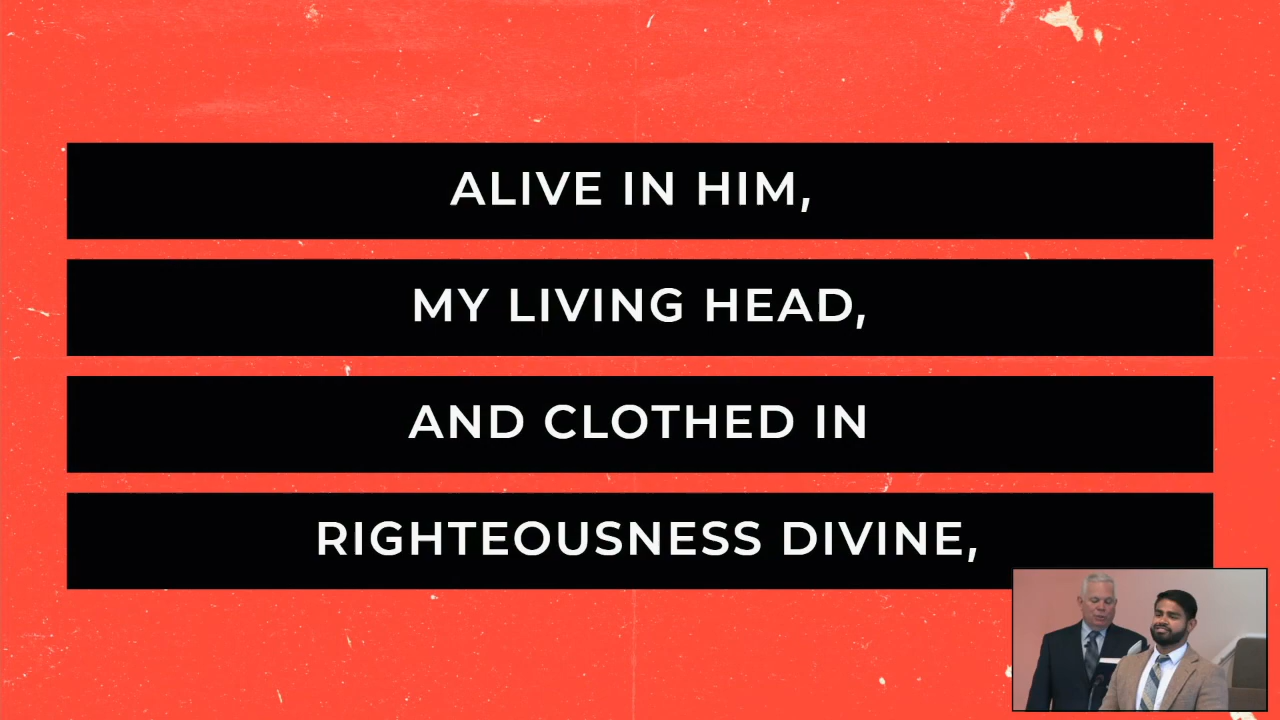 ALIVE IN HIM,
MY LIVING HEAD,
AND CLOTHED IN
RIGHTEOUSNESS DIVINE,